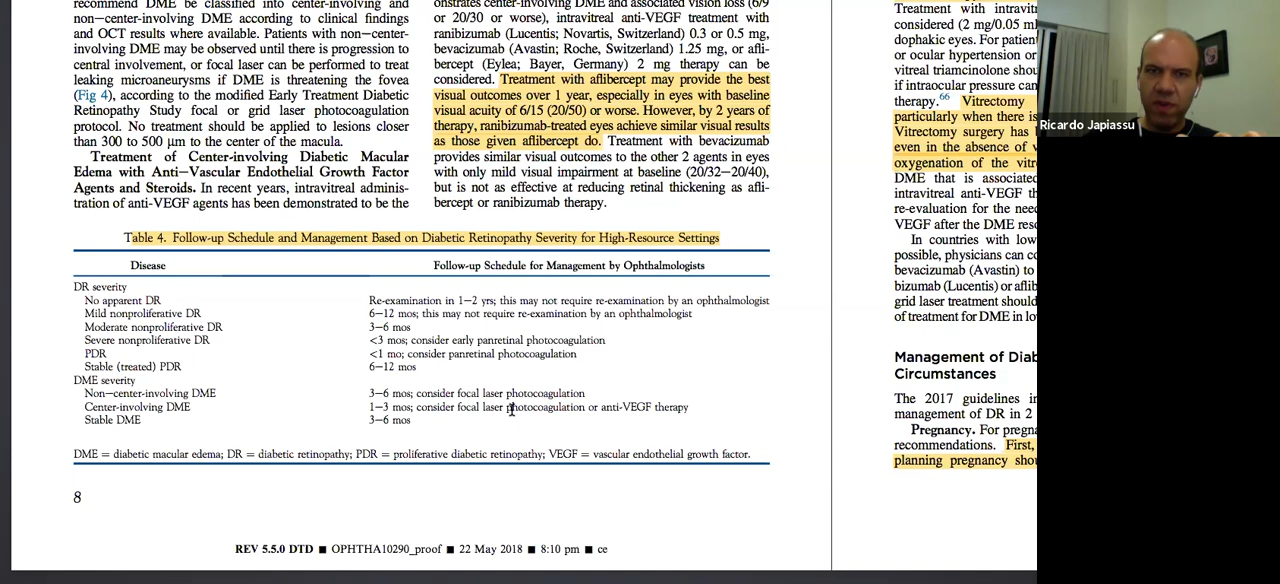 recommend DME be classified into center-involving and
non−center-involving DME according to clinical findings
and OCT results where available. Patients with non−center-
involving DME may be observed until there is progression to
central involvement, or focal laser can be performed to treat
leaking microaneurysms if DME is threatening the fovea
(Fig 4), according to the modified Early Treatment Diabetic
Retinopathy Study focal or grid laser photocoagulation
protocol. No treatment should be applied to lesions closer
than 300 to 500 μm to the center of the macula.
Treatment of Center-involving Diabetic Macular
Edema with Anti−Vascular Endothelial Growth Factor
Agents and Steroids. In recent years, intravitreal adminis-
tration of anti-VEGF agents has been demonstrated to be the
onstrates center-involving DME and associated vision loss (6/9
or 20/30 or worse), intravitreal anti-VEGF treatment with
ranibizumab (Lucentis; Novartis, Switzerland) 0.3 or 0.5 mg,
bevacizumab (Avastin; Roche, Switzerland) 1.25 mg, or afli-
bercept (Eylea; Bayer, Germany) 2 mg therapy can be
considered. Treatment with aflibercept may provide the best
visual outcomes over 1 year, especially in eyes with baseline
visual acuity of 6/15 (20/50) or worse. However, by 2 years of
therapy, ranibizumab-treated eyes achieve similar visual results
as those given aflibercept do. Treatment with bevacizumab
provides similar visual outcomes to the other 2 agents in eyes
with only mild visual impairment at baseline (20/32−20/40),
but is not as effective at reducing retinal thickening as afli-
bercept or ranibizumab therapy.
Table 4. Follow-up Schedule and Management Based on Diabetic Retinopathy Severity for High-Resource Settings
Disease Follow-up Schedule for Management by Ophthalmologists
DR severity
No apparent DR Re-examination in 1−2 yrs; this may not require re-examination by an ophthalmologist
Mild nonproliferative DR 6−12 mos; this may not require re-examination by an ophthalmologist
Moderate nonproliferative DR 3−6 mos
Severe nonproliferative DR <3 mos; consider early panretinal photocoagulation
PDR <1 mo; consider panretinal photocoagulation
Stable (treated) PDR 6−12 mos
DME severity
Non−center-involving DME 3−6 mos; consider focal laser photocoagulation
Center-involving DME 1−3 mos; consider focal laser photocoagulation or anti-VEGF therapy
Stable DME 3−6 mos
DME = diabetic macular edema; DR = diabetic retinopathy; PDR = proliferative diabetic retinopathy; VEGF = vascular endothelial growth factor.
8
REV 5.5.0 DTD ■ OPHTHA10290_proof ■ 22 May 2018 ■ 8:10 pm ■ ce
Treatment with intravit
considered (2 mg/0.05 ml
dophakic eyes. For patien
or ocular hypertension or
vitreal triamcinolone shou
if intraocular pressure can
therapy.66 Vitrectomy
particularly when there is
Vitrectomy surgery has
even in the absence of
oxygenation of the vitr
DME that is associated
intravitreal anti-VEGF th
re-evaluation for the need
VEGF after the DME reso
In countries with low
possible, physicians can co
bevacizumab (Avastin) to
bizumab (Lucentis) or aflib
grid laser treatment should
of treatment for DME in lo
Management of Diab
Circumstances
The 2017 guidelines in
management of DR in 2
Pregnancy. For pregna
recommendations. First,
planning pregnancy shou
Ricardo Japiassu